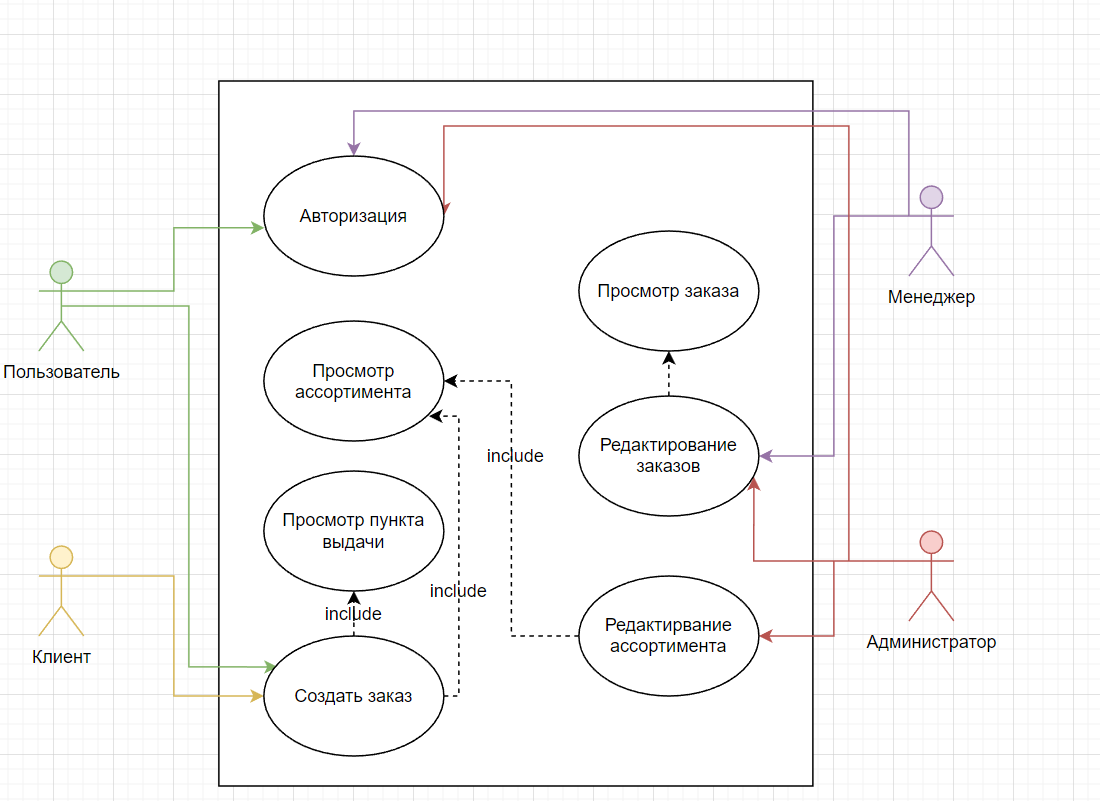 Авторизация
Просмотр заказа
Менеджер
Пользователь
Просмотр
ассортимента
include
Редактирование
заказов
Просмотр пункта
выдачи
include
include
Редактирвание
ассортимента
Администратор
Клиент
Создать заказ